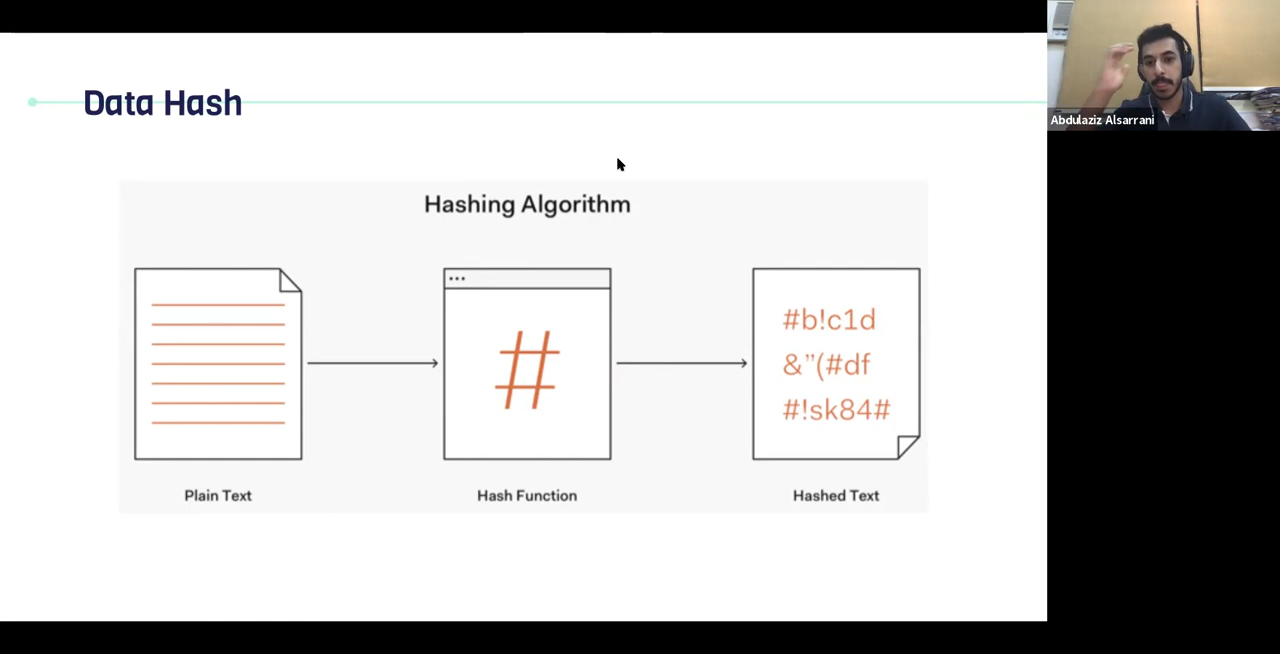 Data Hash
Abdulaziz Alsarrani
Hashing Algorithm
#
#b!c1d
&”(#df
#!sk84#
Plain Text
Hash Function
Hashed Text